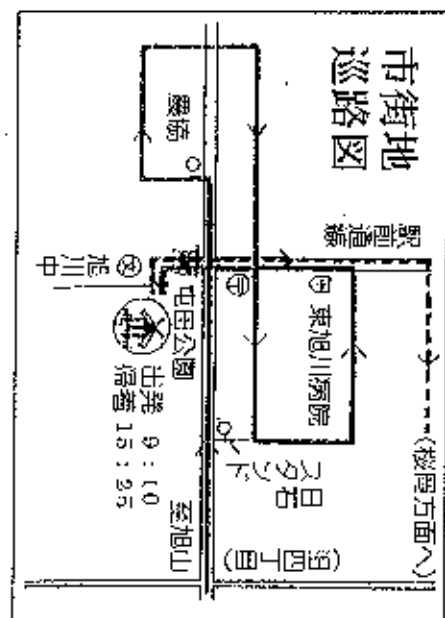 市街地
巡路図
農協
駅前通線
旭川中
文
屯田公園
〒
東旭川病院
出発 9:10
帰着 15:25
日石
スタンド
至旭山
(旭四丁目)
(桜岡方面へ)